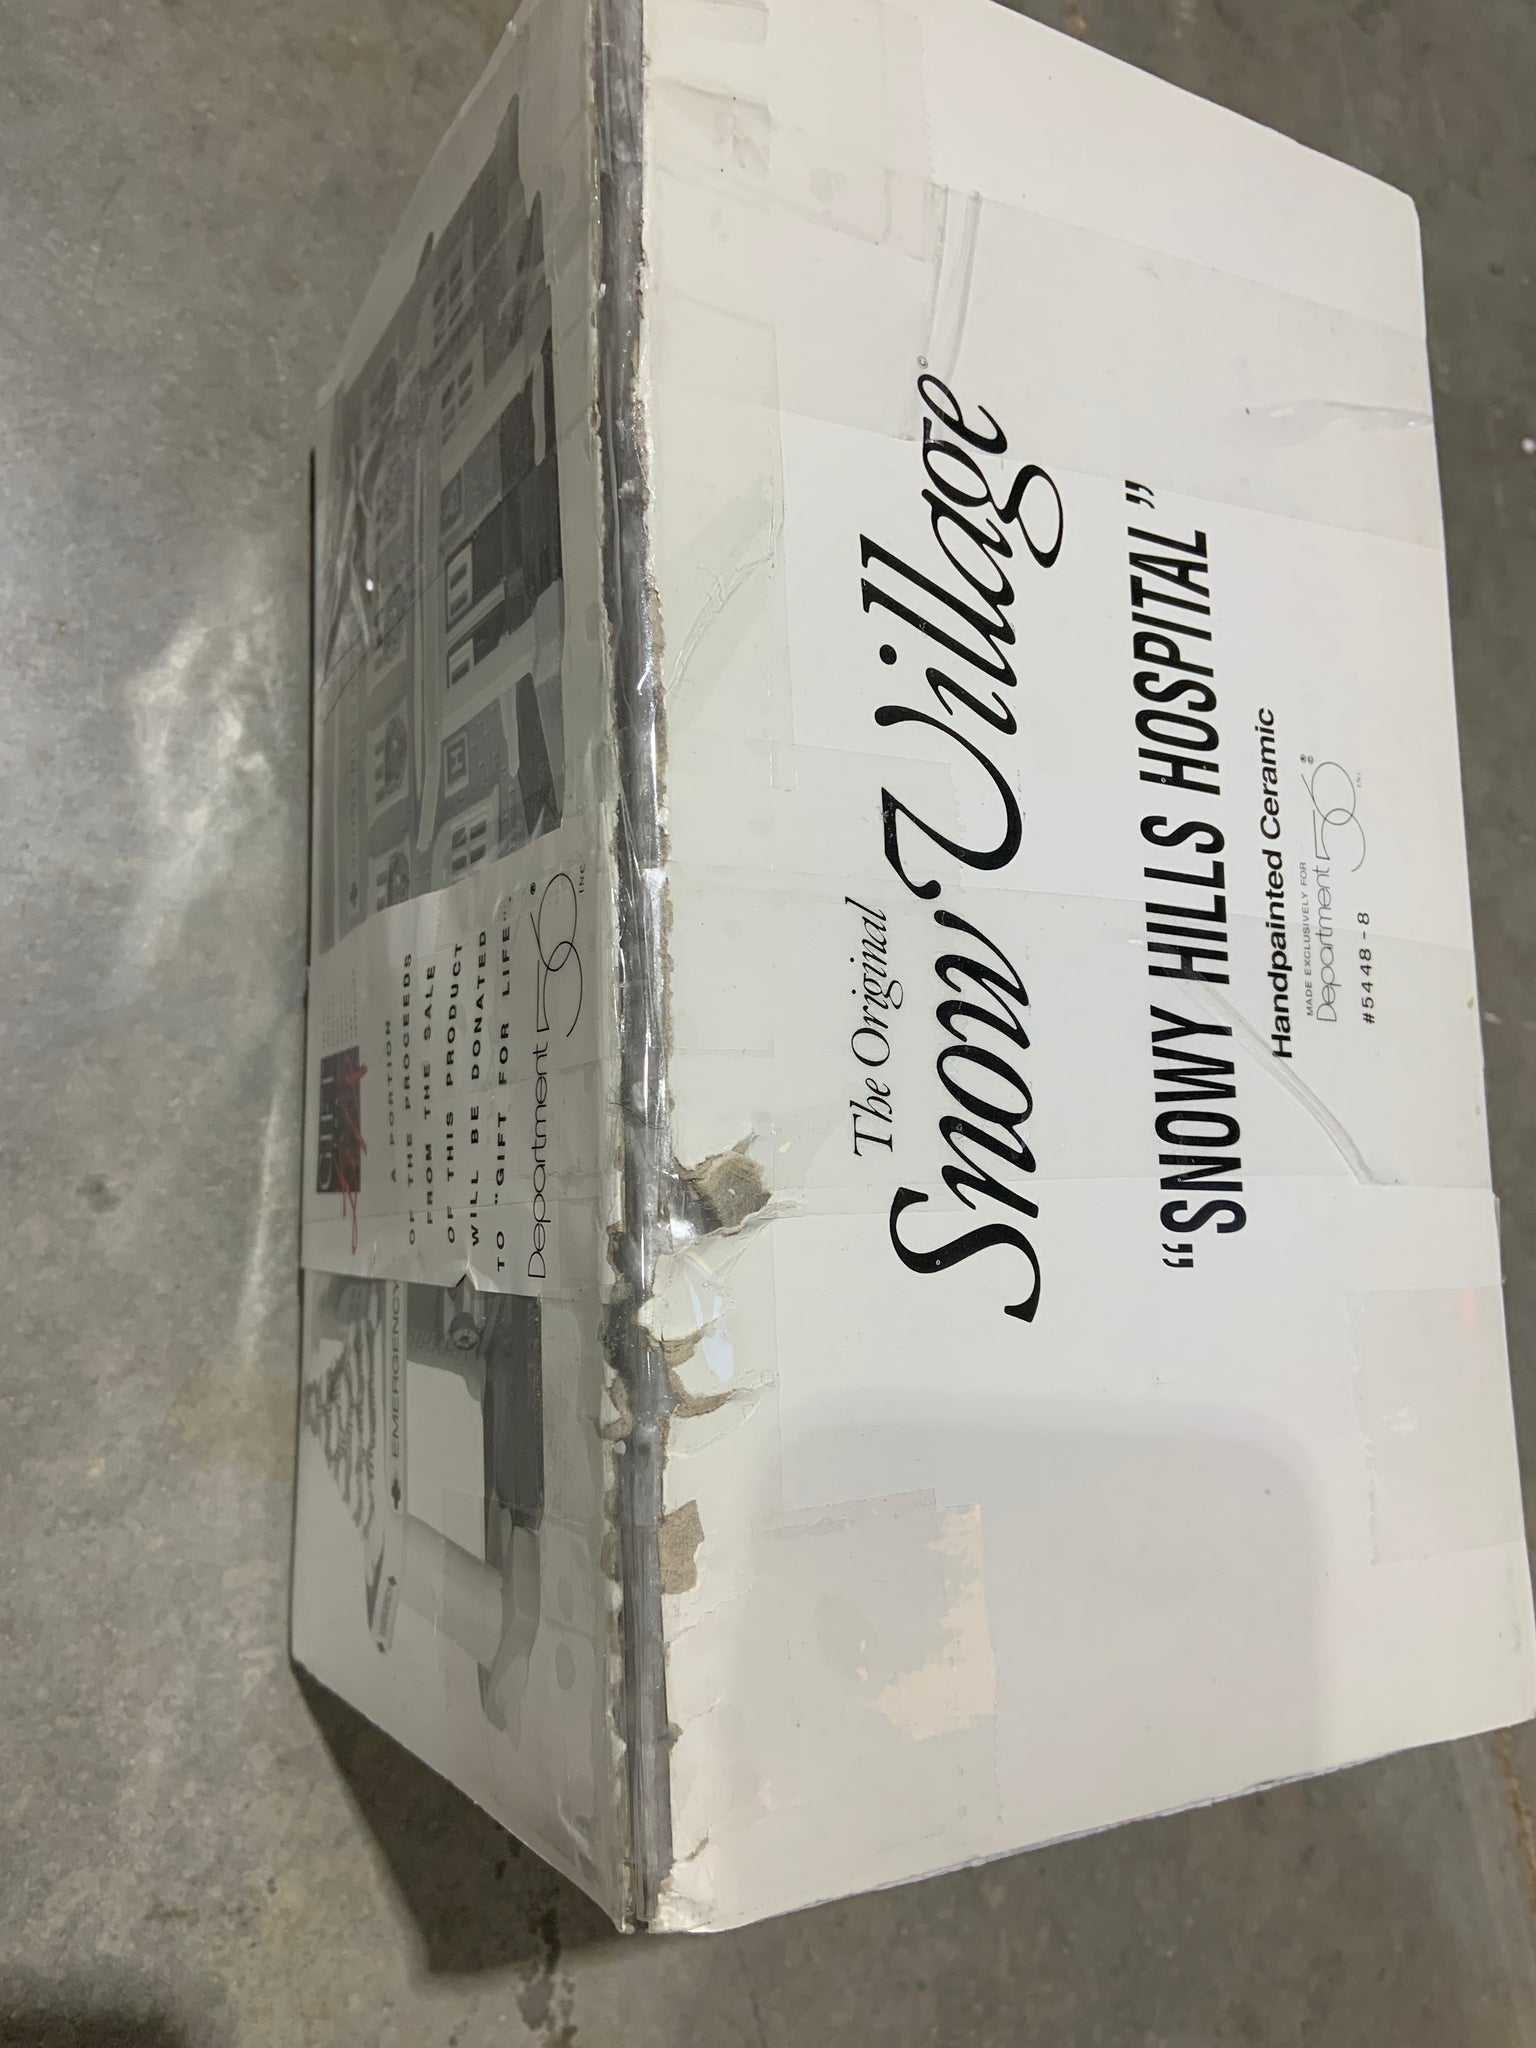 The Original
Snow Village©
"SNOWY HILLS HOSPITAL"
Handpainted Ceramic
MADE EXCLUSIVELY FOR
Department 56®
INC.
#5448-8
A PORTION
OF THE PROCEEDS
FROM THE SALE
OF THIS PRODUCT
WILL BE DONATED
TO "GIFT FOR LIFE".
Department 56®
INC.
EMERGENCY